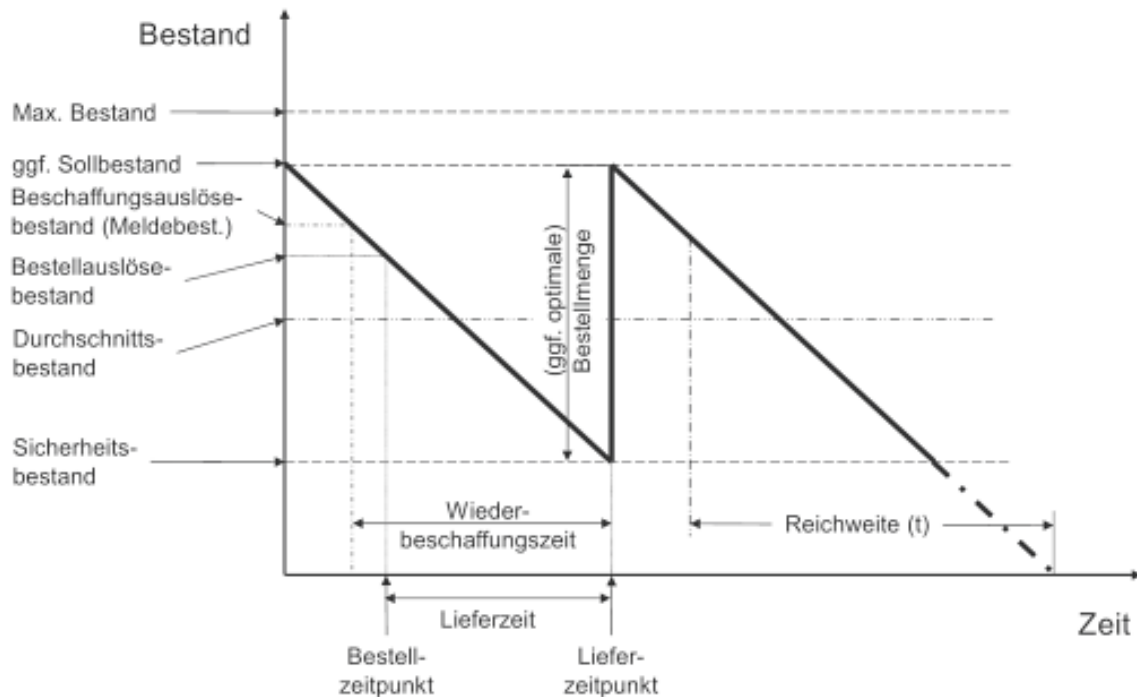 Bestand
Max. Bestand
ggf. Sollbestand
Beschaffungsauslöse-
bestand (Meldebest.)
Bestellauslöse-
bestand
Durchschnitts-
bestand
Sicherheits-
bestand
(ggf. optimale)
Bestellmenge
Wieder-
beschaffungszeit
Reichweite (t)
Lieferzeit
Zeit
Bestell-
zeitpunkt
Liefer-
zeitpunkt